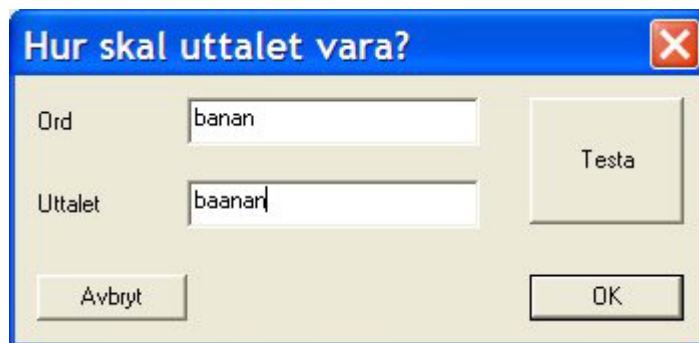 Hur skal uttalet vara?
Ord banan
Testa
Uttalet baanan
Avbryt OK